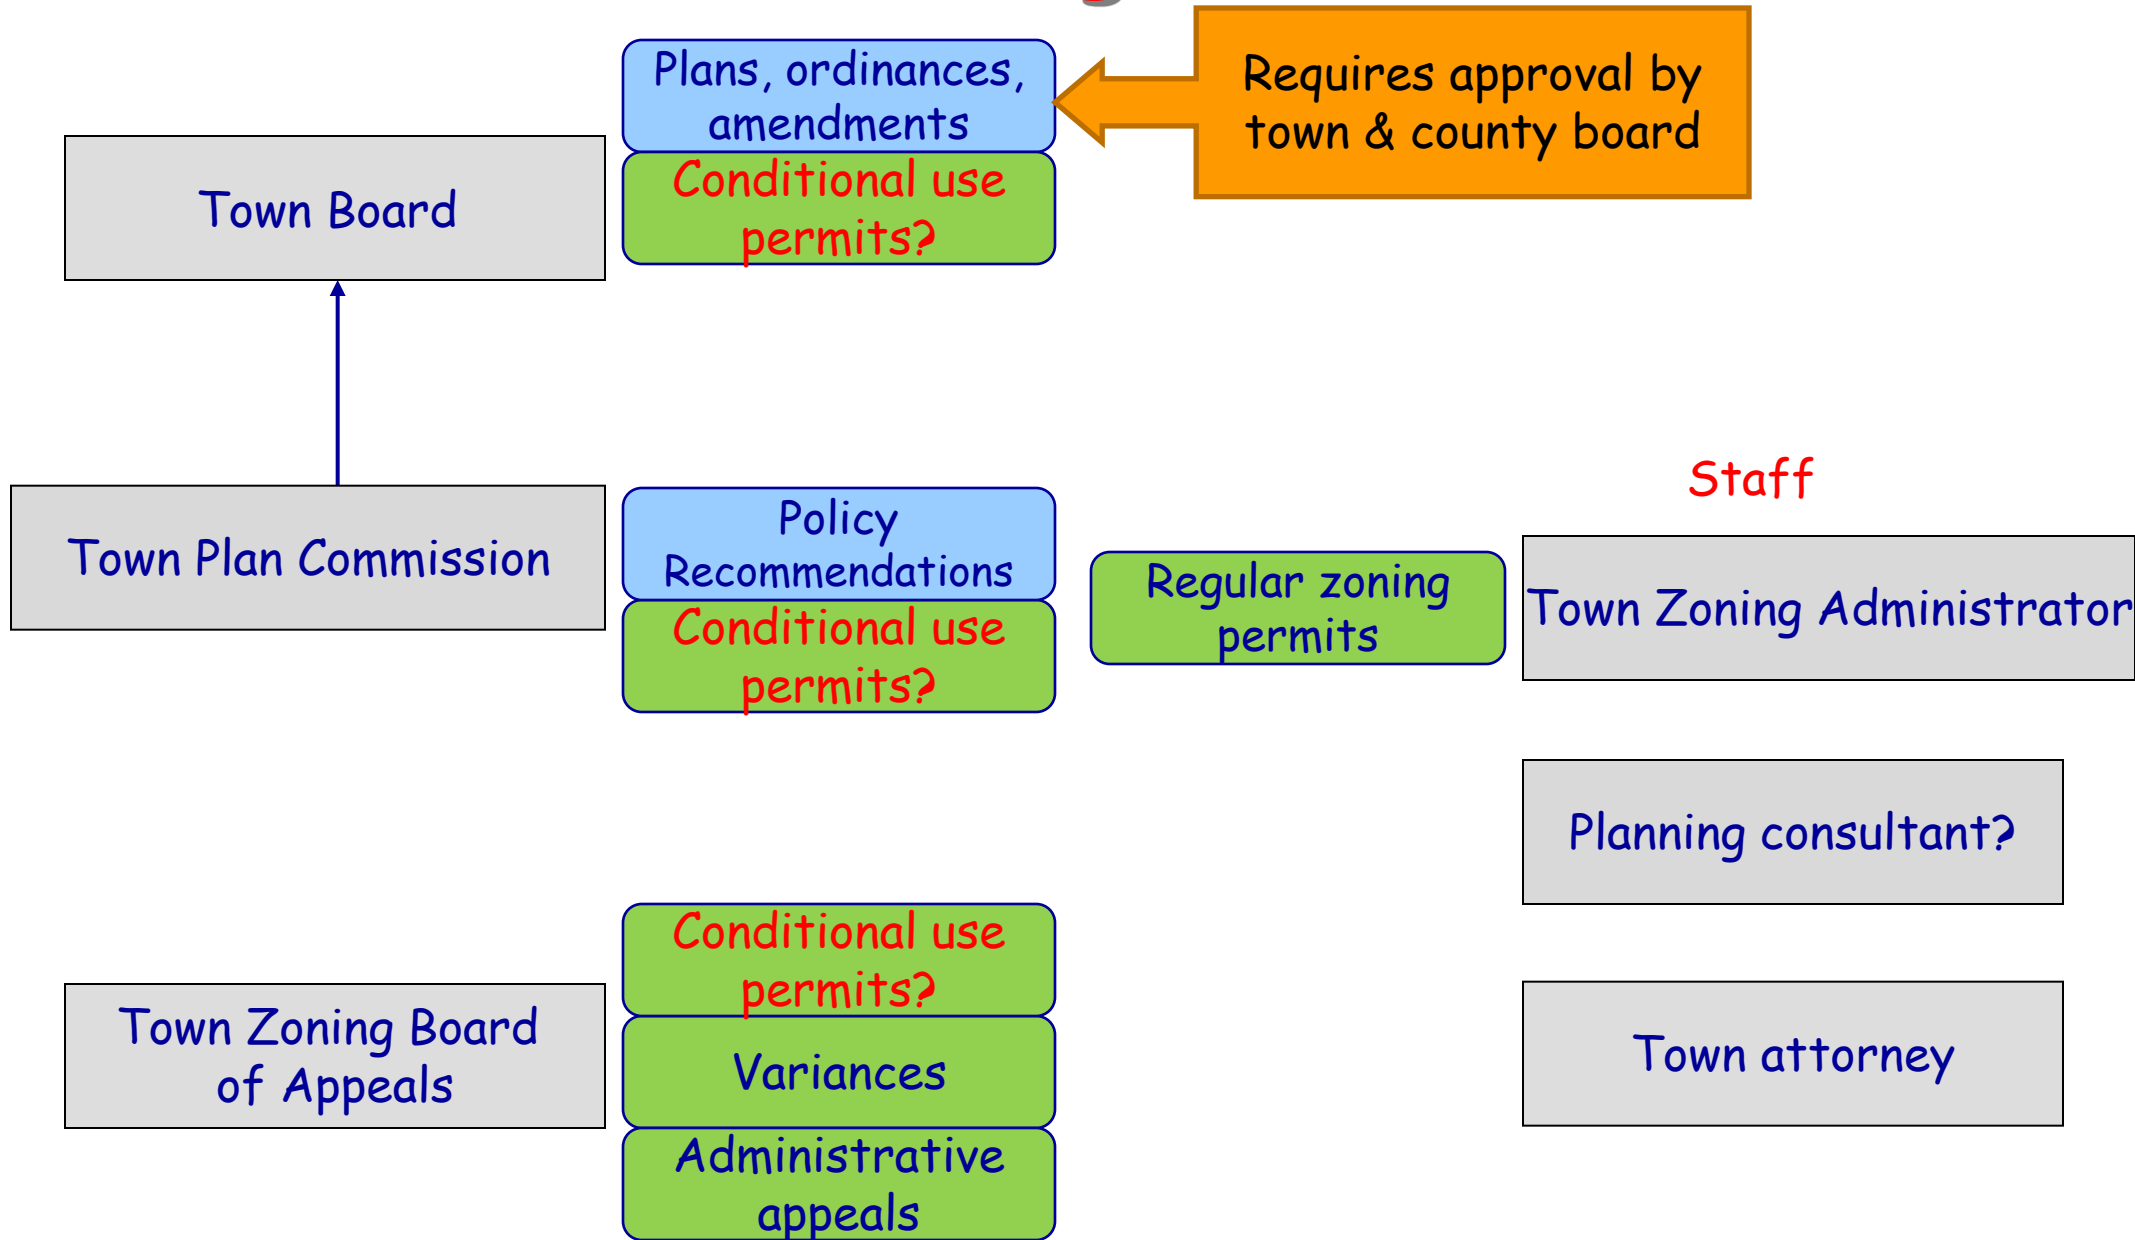 Plans, ordinances,
amendments
Requires approval by
town & county board
Town Board
Conditional use
permits?
Staff
Town Plan Commission
Policy
Recommendations
Conditional use
permits?
Regular zoning
permits
Town Zoning Administrator
Planning consultant?
Town Zoning Board
of Appeals
Conditional use
permits?
Variances
Administrative
appeals
Town attorney